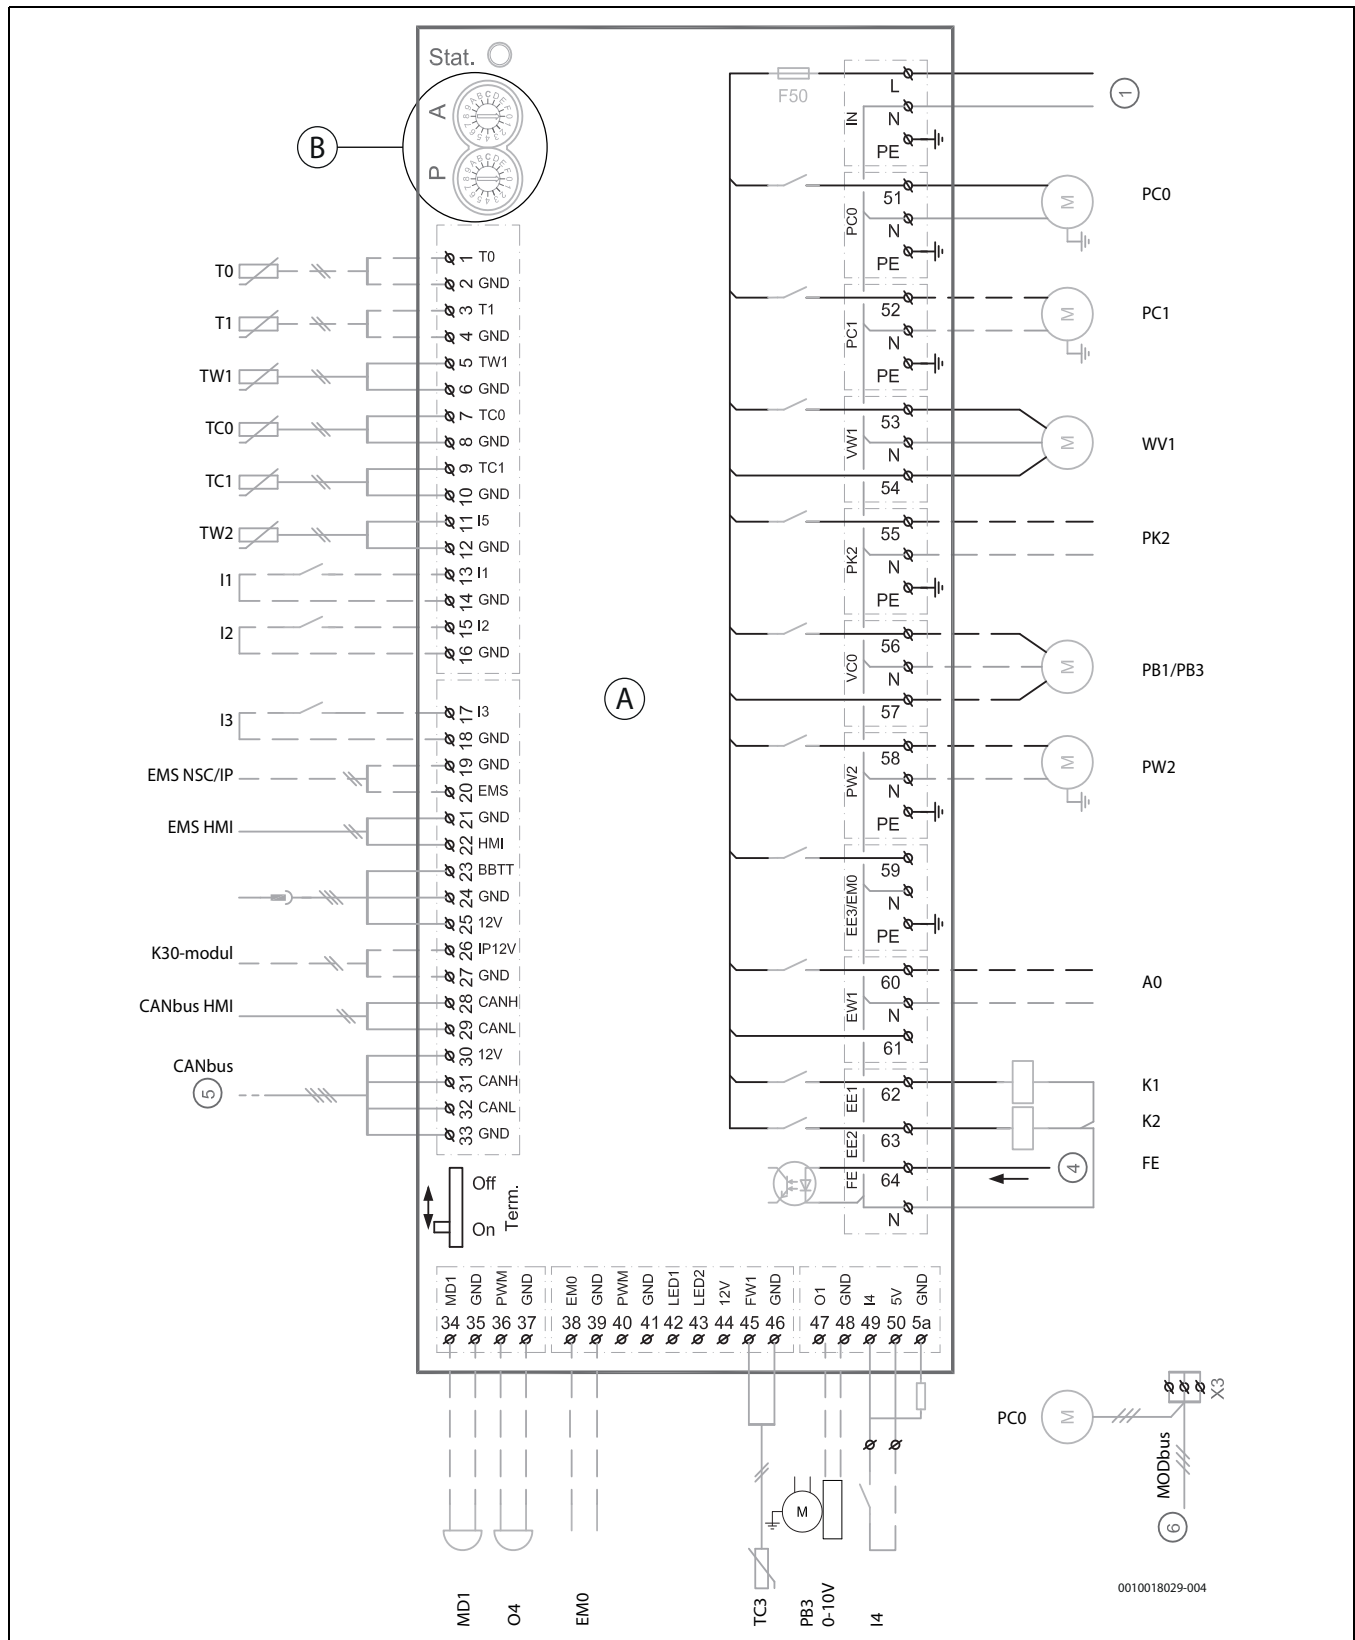 Stat.
A
P
B
A
T0
1 T0
2 GND
T1
3 T1
4 GND
TW1
5 TW1
6 GND
TC0
7 TC0
8 GND
TC1
9 TC1
10 GND
TW2
11 I5
12 GND
I1
13 I1
14 GND
I2
15 I2
16 GND
I3
17 I3
18 GND
EMS NSC/IP
19 GND
20 EMS
EMS HMI
21 GND
22 HMI
23 BBTT
24 GND
25 12V
K30-modul
26 IP12V
27 GND
CANbus HMI
28 CANH
29 CANL
CANbus
5
30 12V
31 CANH
32 CANL
33 GND
Off
On
Term.
F50
IN
L
N
PE
1
PC0
51
N
PE
M
PC0
PC1
52
N
PE
M
PC1
VW1
53
N
54
M
WV1
PK2
55
N
PE
PK2
VC0
56
N
57
M
PB1/PB3
PW2
58
N
PE
M
PW2
EE3/EM0
59
N
PE
EW1
60
N
61
A0
EE1
62
K1
EE2
63
K2
FE
64
N
4
FE
MD1 GND PWM GND
34 35 36 37
EM0 GND PWM GND LED1 LED2 12V FW1 GND
38 39 40 41 42 43 44 45 46
O1 GND I4 5V GND
47 48 49 50 5a
MD1
O4
EM0
TC3
M
PB3
0-10V
I4
PC0
M
X3
MODbus
6
0010018029-004